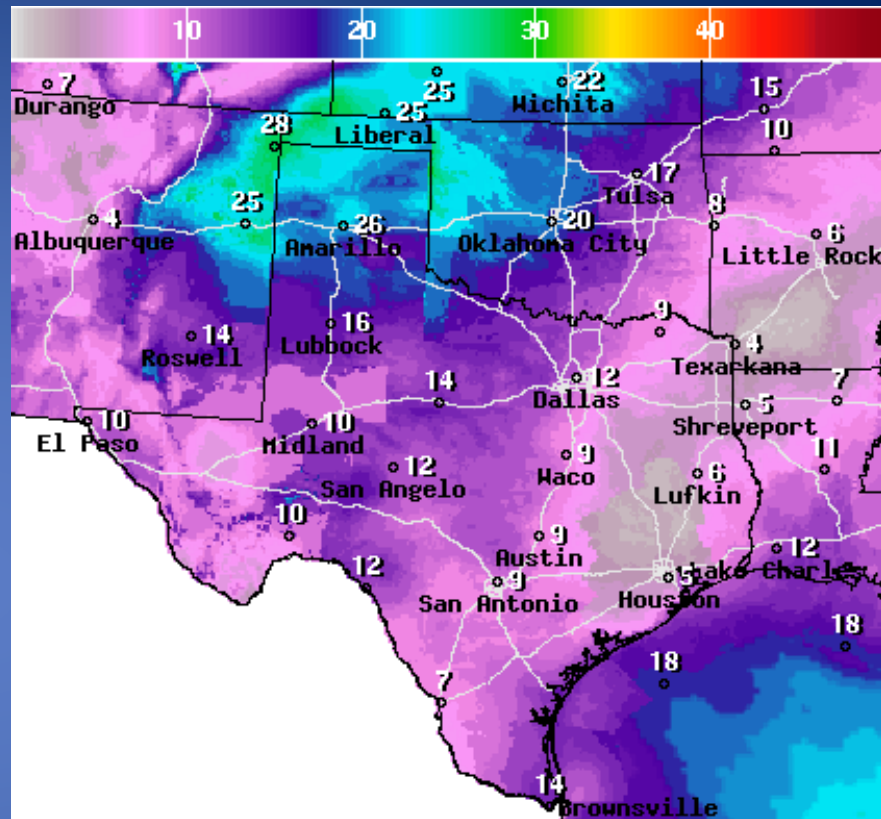 10 20 30 40
7
Durango
25
22
Wichita
15
25
Liberal
28
10
17
Tulsa
4
Albuquerque
25
26
Amarillo
20
Oklahoma City
8
6
Little Rock
14
Roswell
16
Lubbock
9
4
Texarkana
12
Dallas
14
7
5
Shreveport
10
El Paso
10
Midland
12
San Angelo
9
Waco
6
Lufkin
11
10
9
Austin
12
Lake Charles
12
9
San Antonio
5
Houston
18
18
7
14
Brownsville